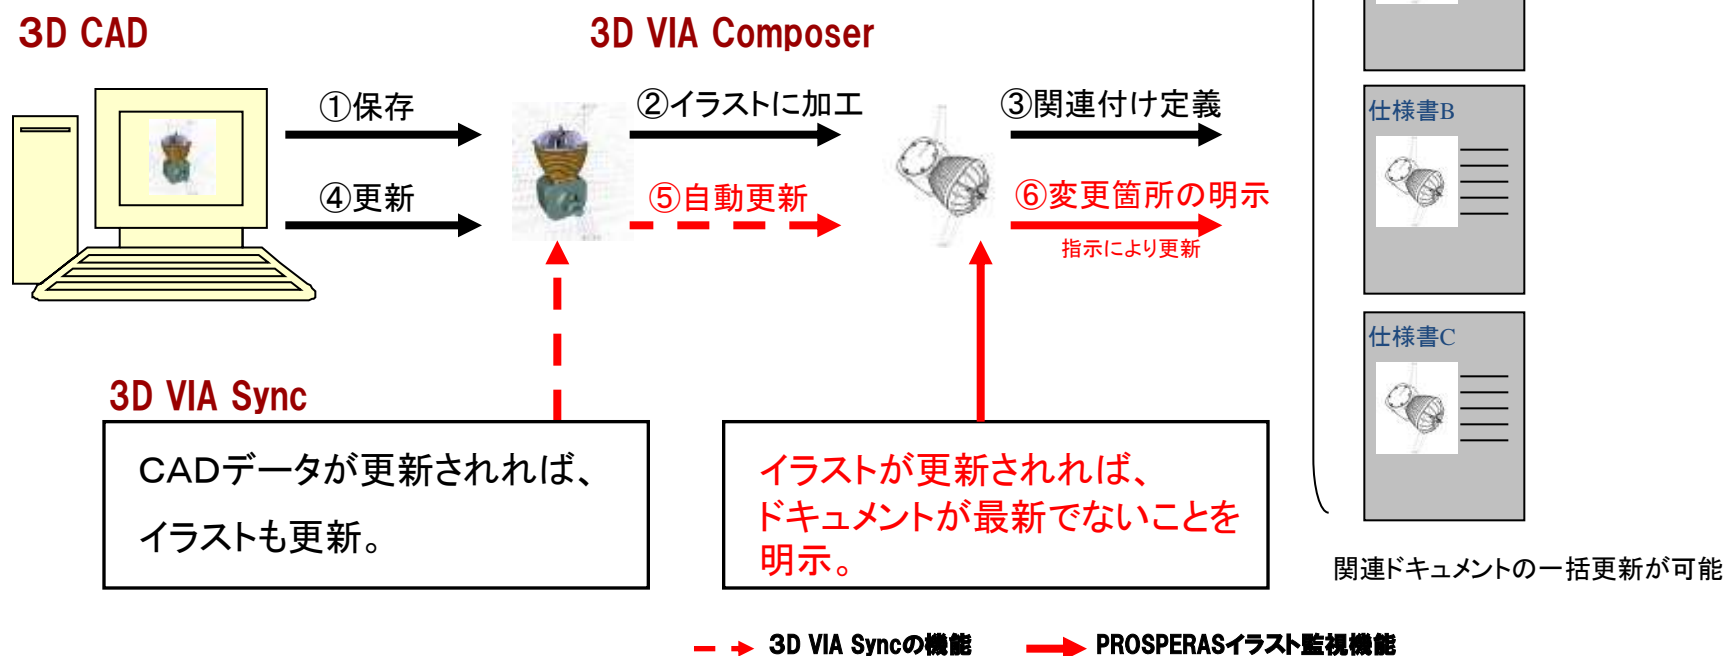 3D CAD
3D VIA Composer
①保存
②イラストに加工
③関連付け定義
仕様書B
④更新
⑤自動更新
⑥変更箇所の明示
指示により更新
仕様書C
3D VIA Sync
CADデータが更新されれば、
イラストも更新。
イラストが更新されれば、
ドキュメントが最新でないことを
明示。
関連ドキュメントの一括更新が可能
3D VIA Syncの機能
PROSPERASイラスト監視機能